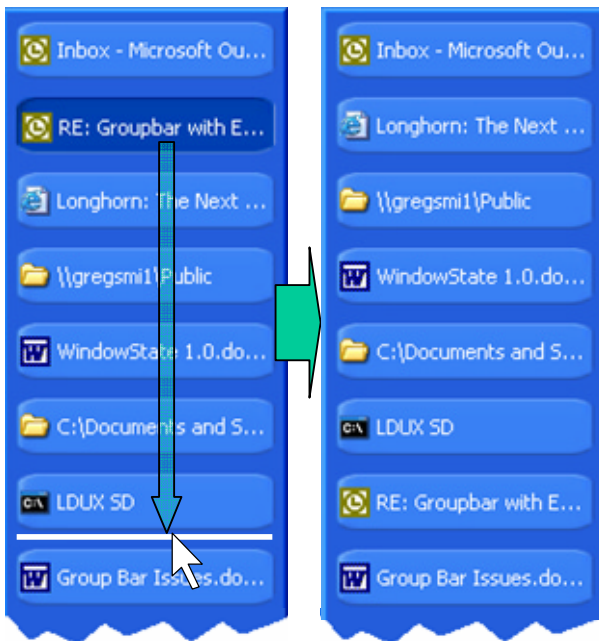 Inbox - Microsoft Ou...
RE: Groupbar with E...
Longhorn: The Next ...
\\gregsmi1\Public
WindowState 1.0.do...
C:\Documents and S...
C:\ LDUX SD
Group Bar Issues.do...
Inbox - Microsoft Ou...
Longhorn: The Next ...
\\gregsmi1\Public
WindowState 1.0.do...
C:\Documents and S...
C:\ LDUX SD
RE: Groupbar with E...
Group Bar Issues.do...